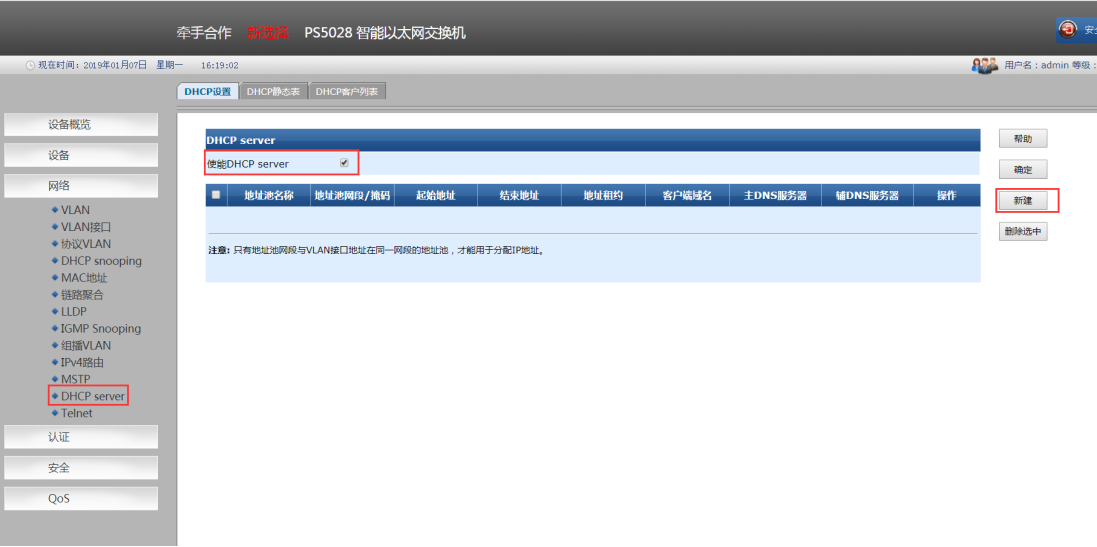 牵手合作 新选择 PS5028 智能以太网交换机
安全
现在时间：2019年01月07日 星期一 16:19:02
用户名：admin 等级：
DHCP设置 DHCP静态表 DHCP客户列表
设备概览
设备
网络
VLAN
VLAN接口
协议VLAN
DHCP snooping
MAC地址
链路聚合
LLDP
IGMP Snooping
组播VLAN
IPv4路由
MSTP
DHCP server
Telnet
认证
安全
QoS
DHCP server
使能DHCP server
地址池名称 地址池网段/掩码 起始地址 结束地址 地址租约 客户端域名 主DNS服务器 辅DNS服务器 操作
注意: 只有地址池网段与VLAN接口地址在同一网段的地址池，才能用于分配IP地址。
帮助
确定
新建
删除选中